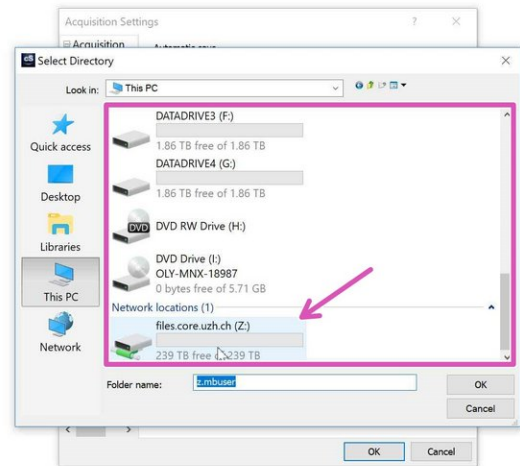 Acquisition Settings
?
Acquisition
Automatic save
cS Select Directory
Look in:
This PC
DATADRIVE3 (F:)
1.86 TB free of 1.86 TB
DATADRIVE4 (G:)
1.86 TB free of 1.86 TB
DVD
DVD RW Drive (H:)
DVD Drive (I:)
OLY-MNX-18987
0 bytes free of 5.71 GB
Network locations (1)
files.core.uzh.ch (Z:)
239 TB free of 239 TB
Quick access
Desktop
Libraries
This PC
Network
Folder name:
z.mbuser
OK
Cancel
OK
Cancel